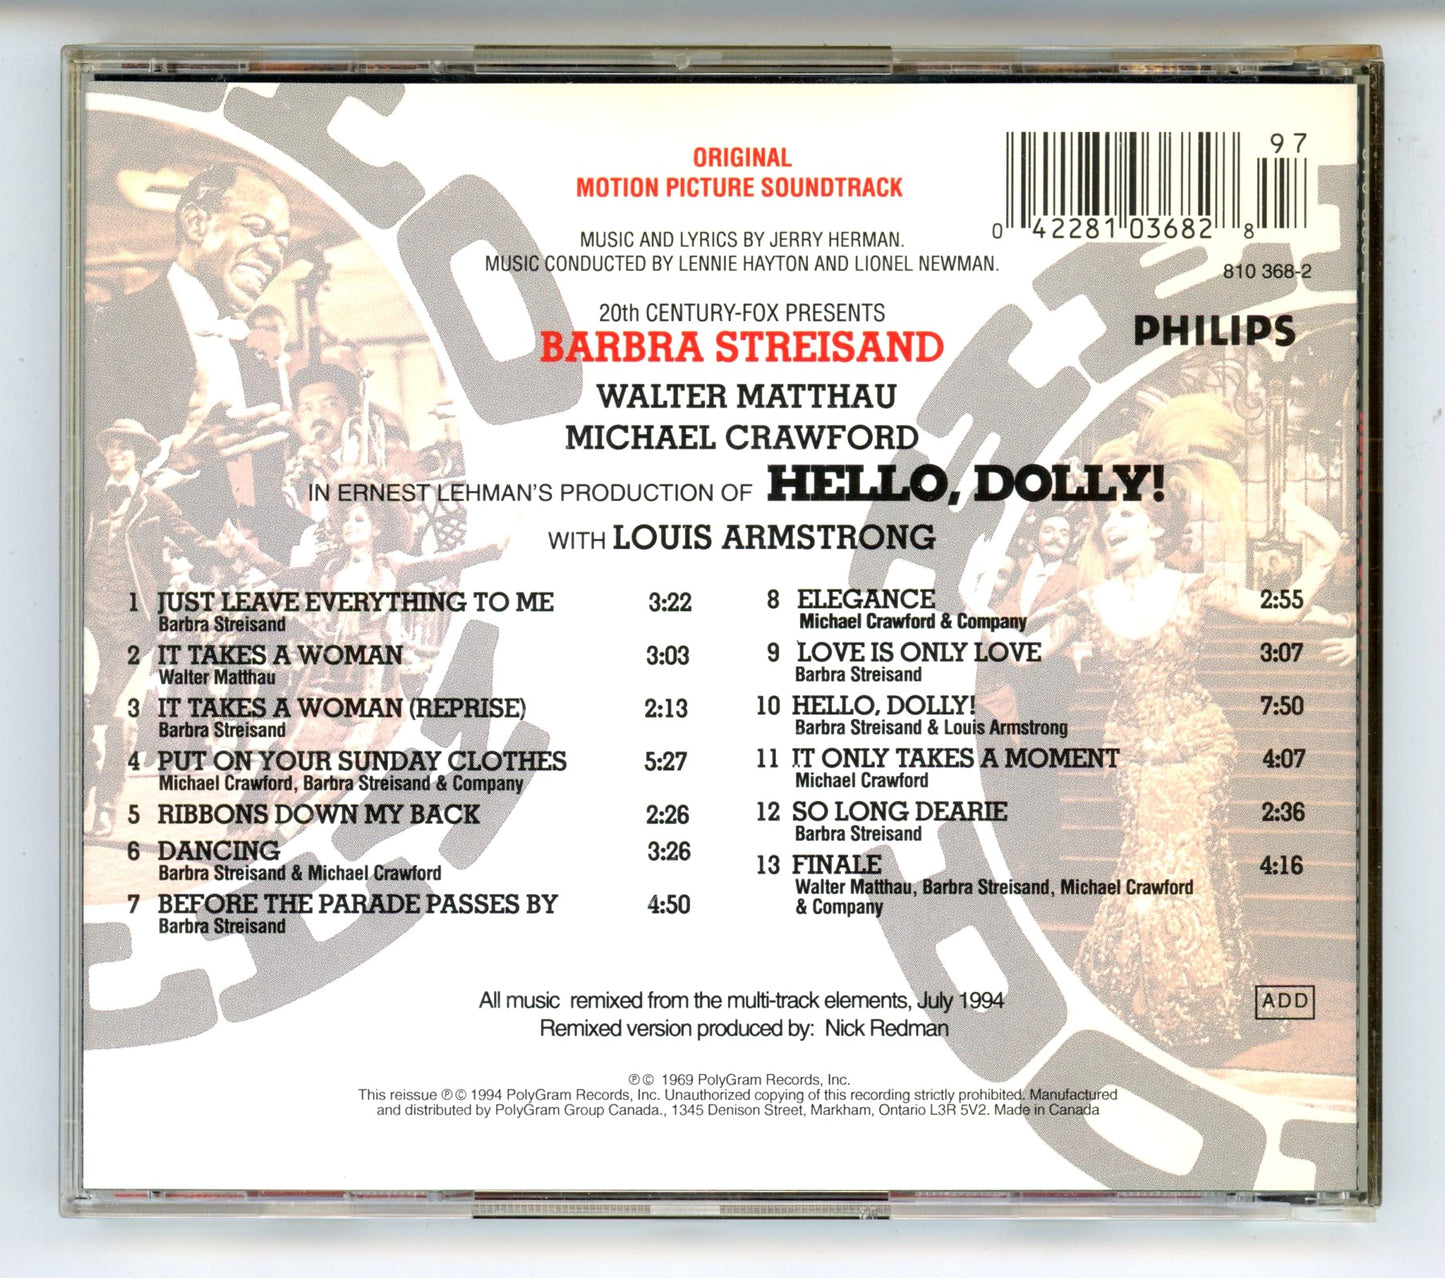 ORIGINAL
MOTION PICTURE SOUNDTRACK
MUSIC AND LYRICS BY JERRY HERMAN.
MUSIC CONDUCTED BY LENNIE HAYTON AND LIONEL NEWMAN.
97
0 42281 03682 8
810 368-2
PHILIPS
20th CENTURY-FOX PRESENTS
BARBRA STREISAND
WALTER MATTHAU
MICHAEL CRAWFORD
IN ERNEST LEHMAN'S PRODUCTION OF HELLO, DOLLY!
WITH LOUIS ARMSTRONG
1 JUST LEAVE EVERYTHING TO ME 3:22
Barbra Streisand
2 IT TAKES A WOMAN 3:03
Walter Matthau
3 IT TAKES A WOMAN (REPRISE) 2:13
Barbra Streisand
4 PUT ON YOUR SUNDAY CLOTHES 5:27
Michael Crawford, Barbra Streisand & Company
5 RIBBONS DOWN MY BACK 2:26
6 DANCING 3:26
Barbra Streisand & Michael Crawford
7 BEFORE THE PARADE PASSES BY 4:50
Barbra Streisand
8 ELEGANCE 2:55
Michael Crawford & Company
9 LOVE IS ONLY LOVE 3:07
Barbra Streisand
10 HELLO, DOLLY! 7:50
Barbra Streisand & Louis Armstrong
11 IT ONLY TAKES A MOMENT 4:07
Michael Crawford
12 SO LONG DEARIE 2:36
Barbra Streisand
13 FINALE 4:16
Walter Matthau, Barbra Streisand, Michael Crawford
& Company
All music remixed from the multi-track elements, July 1994
Remixed version produced by: Nick Redman
ADD
℗© 1969 PolyGram Records, Inc.
This reissue ℗© 1994 PolyGram Records, Inc. Unauthorized copying of this recording strictly prohibited. Manufactured
and distributed by PolyGram Group Canada., 1345 Denison Street, Markham, Ontario L3R 5V2. Made in Canada